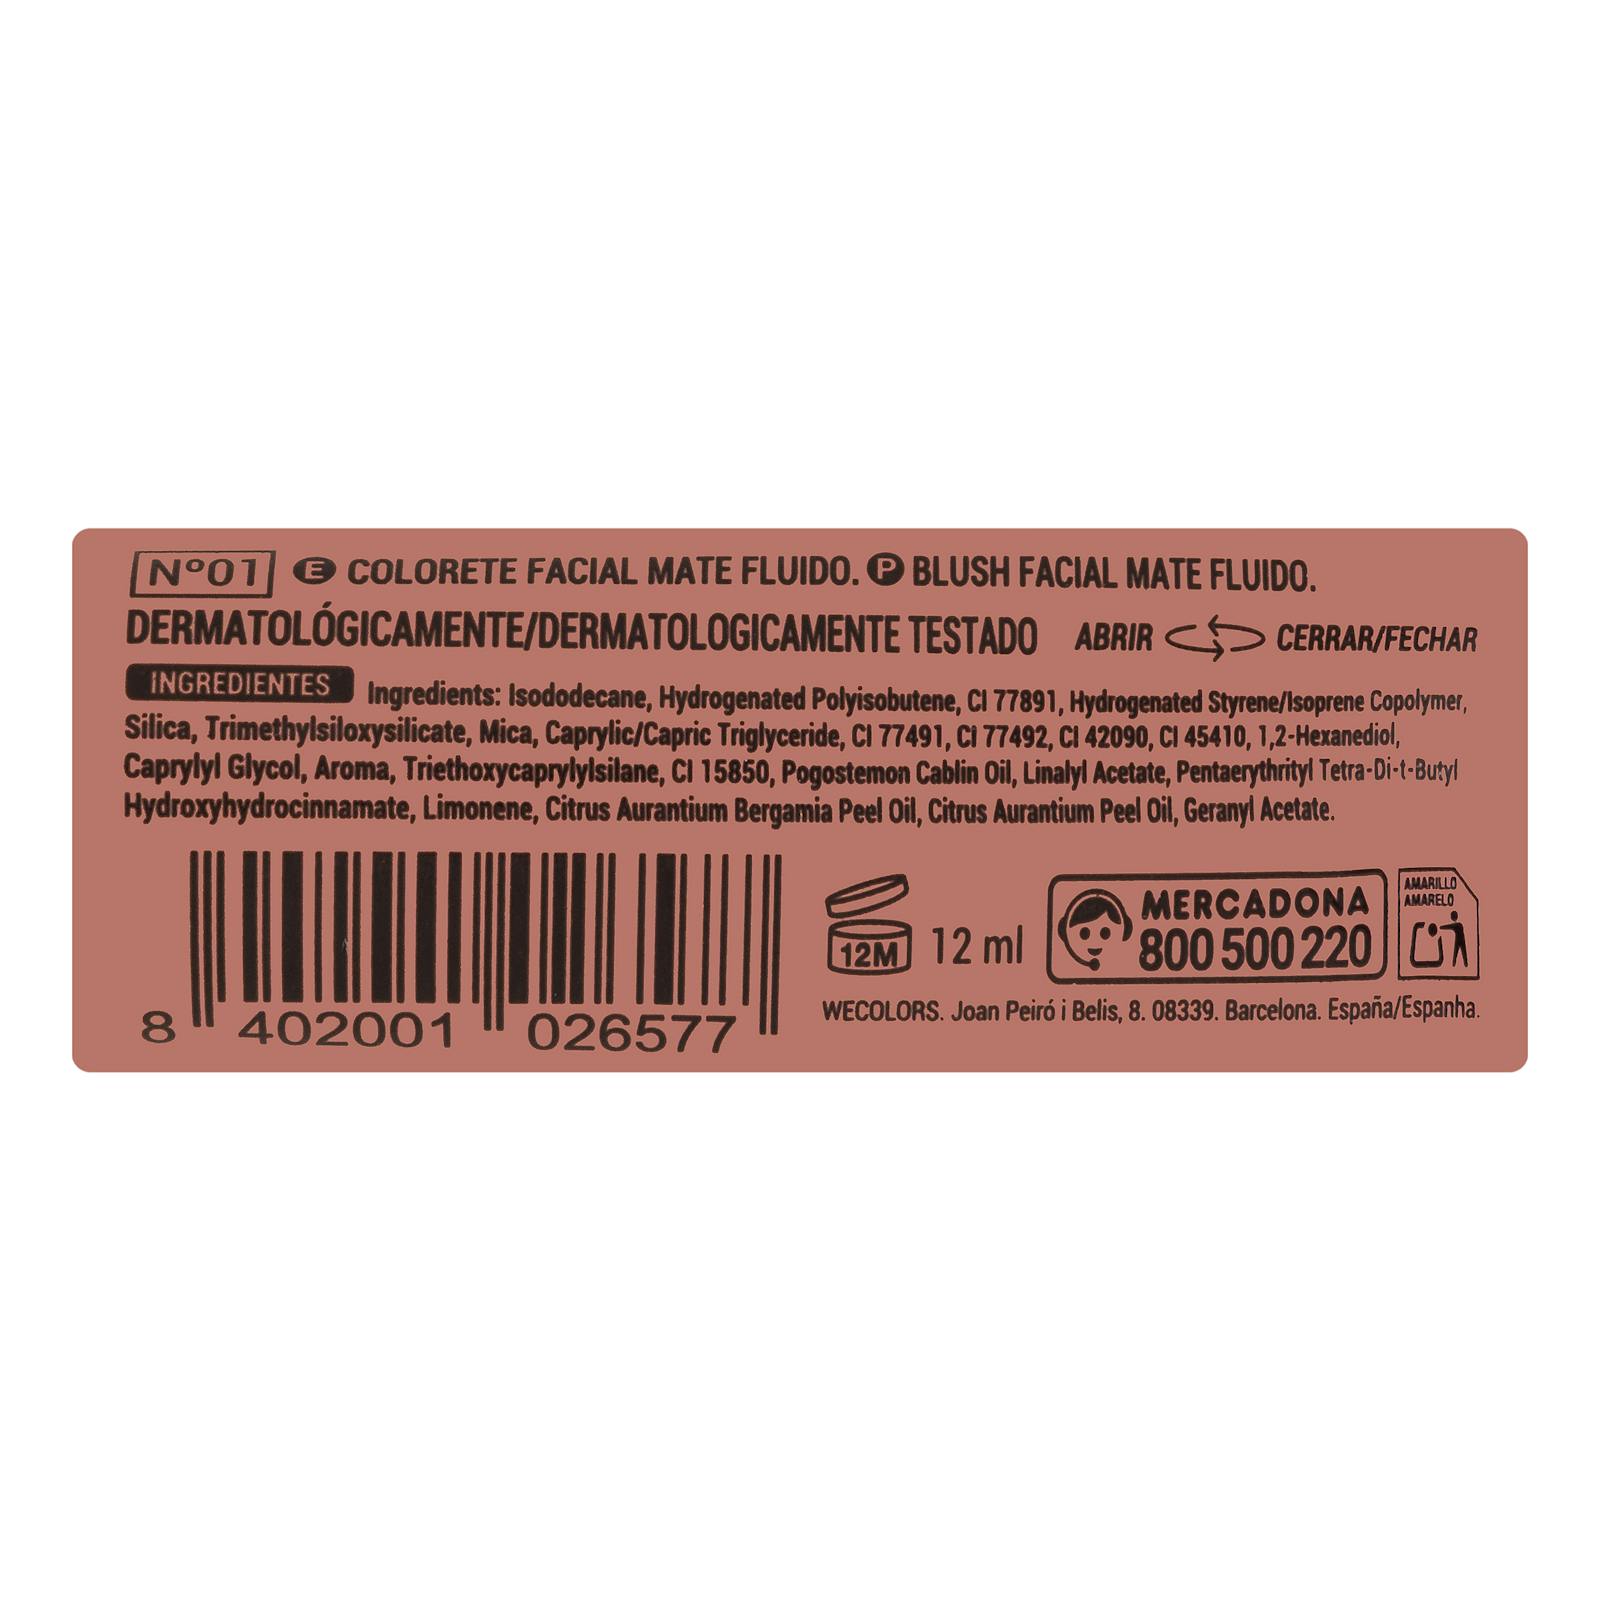 Nº01 E COLORETE FACIAL MATE FLUIDO. P BLUSH FACIAL MATE FLUIDO.
DERMATOLÓGICAMENTE/DERMATOLOGICAMENTE TESTADO ABRIR CERRAR/FECHAR
INGREDIENTES Ingredients: Isododecane, Hydrogenated Polyisobutene, CI 77891, Hydrogenated Styrene/Isoprene Copolymer,
Silica, Trimethylsiloxysilicate, Mica, Caprylic/Capric Triglyceride, CI 77491, CI 77492, CI 42090, CI 45410, 1,2-Hexanediol,
Caprylyl Glycol, Aroma, Triethoxycaprylylsilane, CI 15850, Pogostemon Cablin Oil, Linalyl Acetate, Pentaerythrityl Tetra-Di-t-Butyl
Hydroxyhydrocinnamate, Limonene, Citrus Aurantium Bergamia Peel Oil, Citrus Aurantium Peel Oil, Geranyl Acetate.
8 402001 026577
12M 12 ml
MERCADONA
800 500 220
AMARILLO
AMARELO
WECOLORS. Joan Peiró i Belis, 8. 08339. Barcelona. España/Espanha.